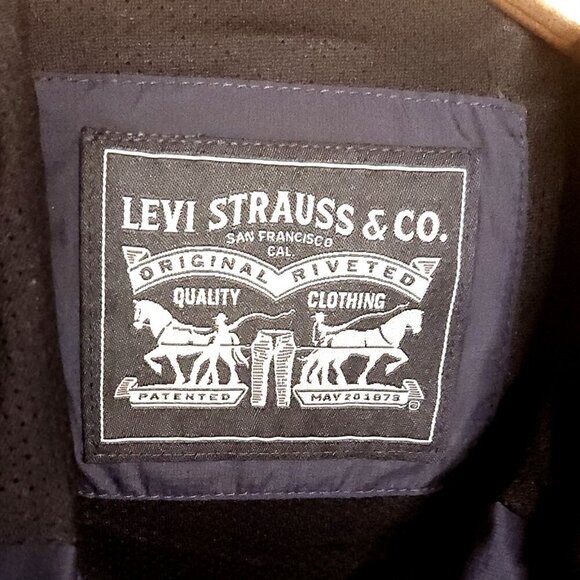 LEVI STRAUSS & CO.
SAN FRANCISCO
CAL.
ORIGINAL RIVETED
QUALITY CLOTHING
PATENTED MAY 20 1873
®